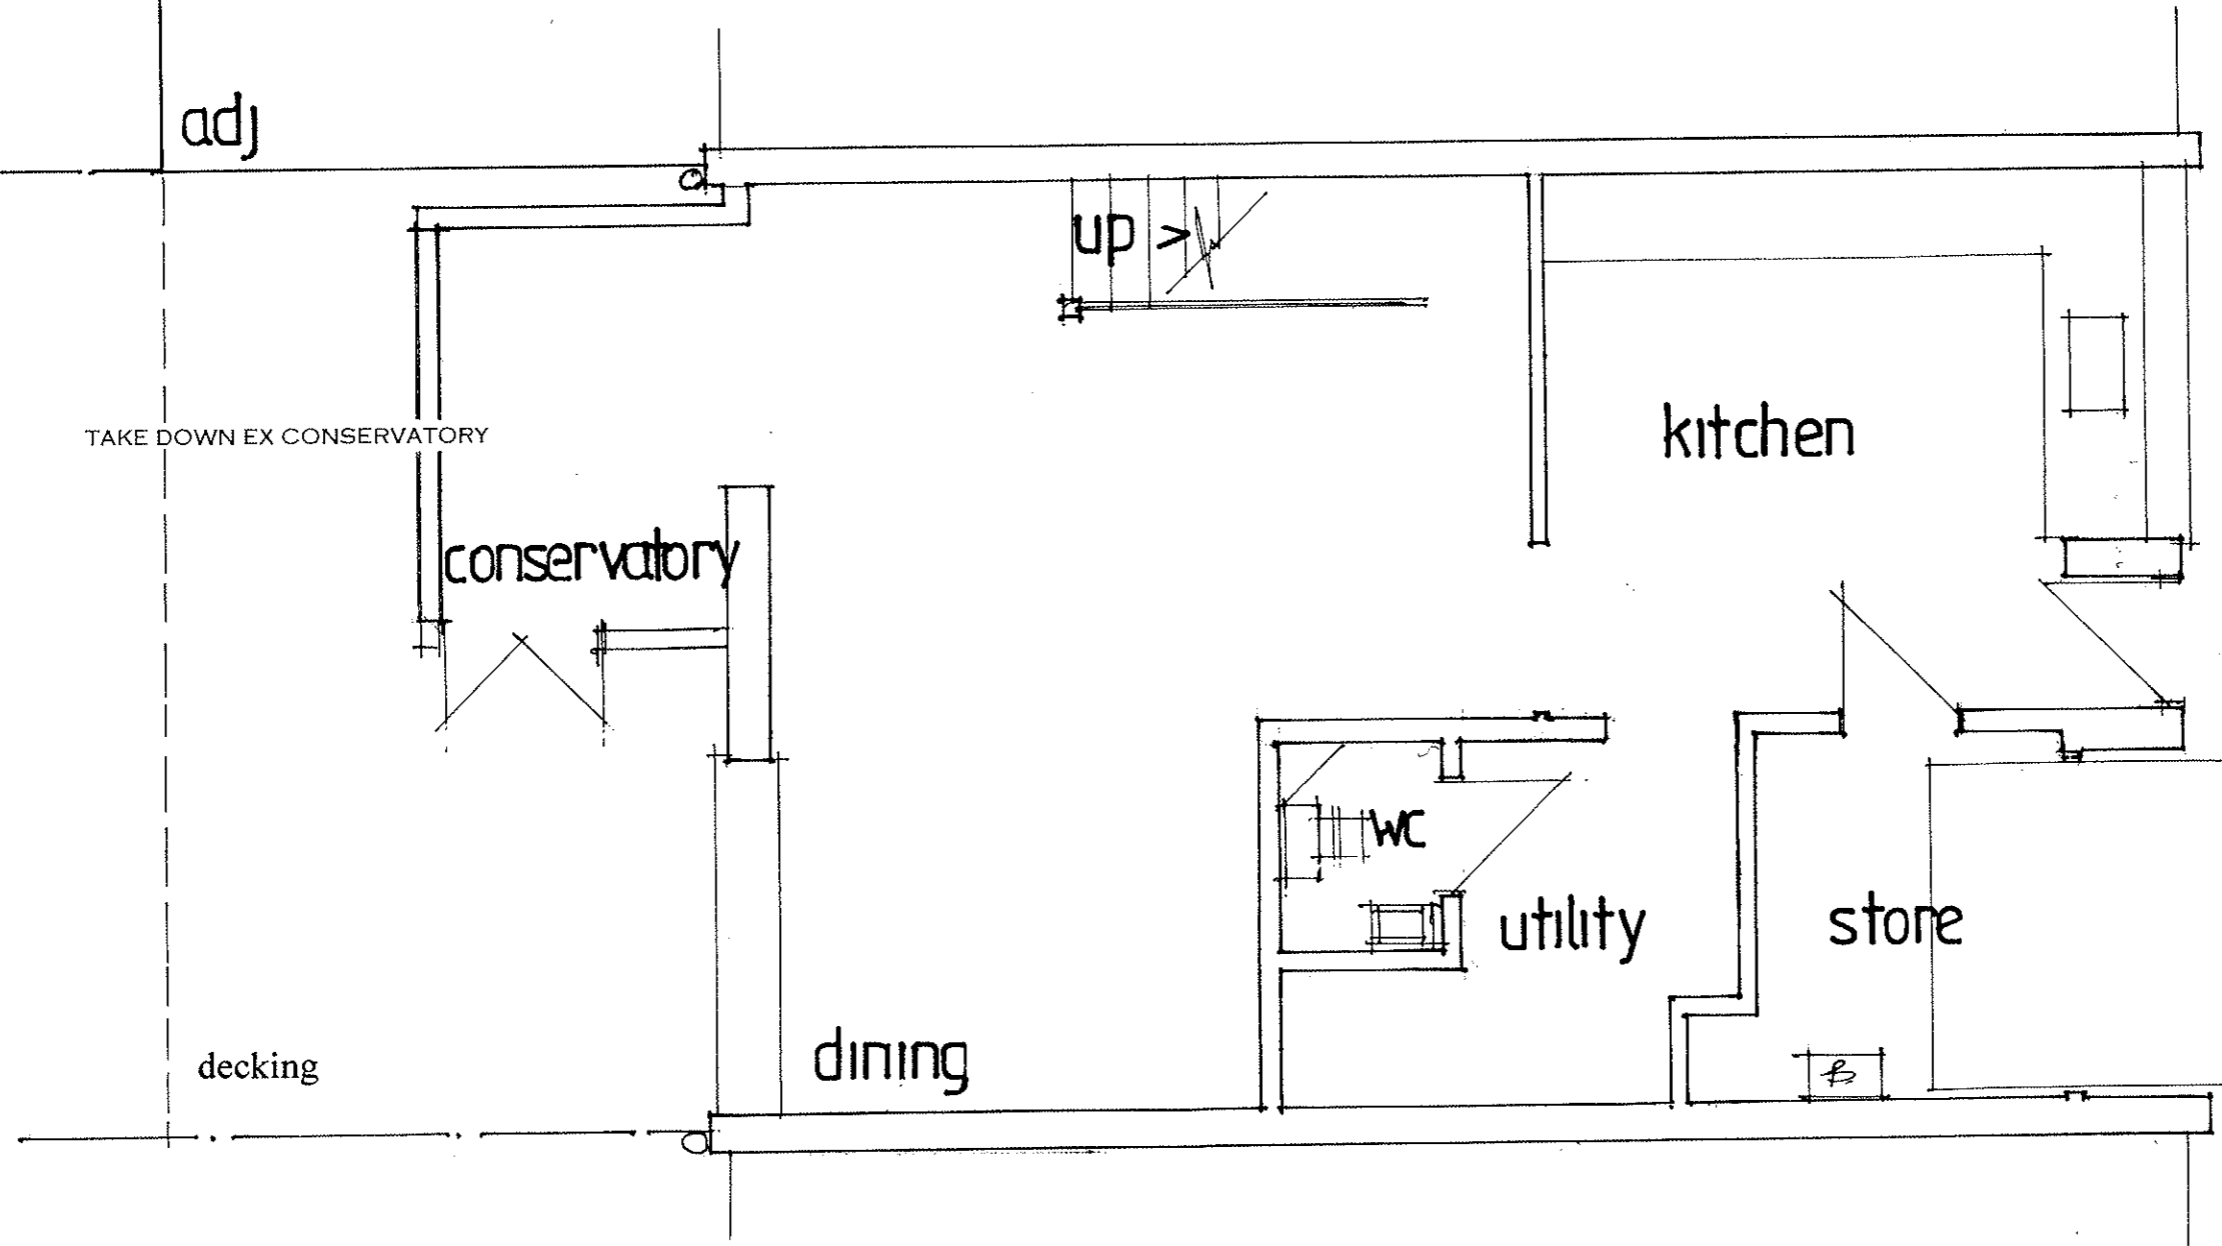 adj
up >
TAKE DOWN EX CONSERVATORY
kitchen
conservatory
WC
utility
store
dining
decking
B